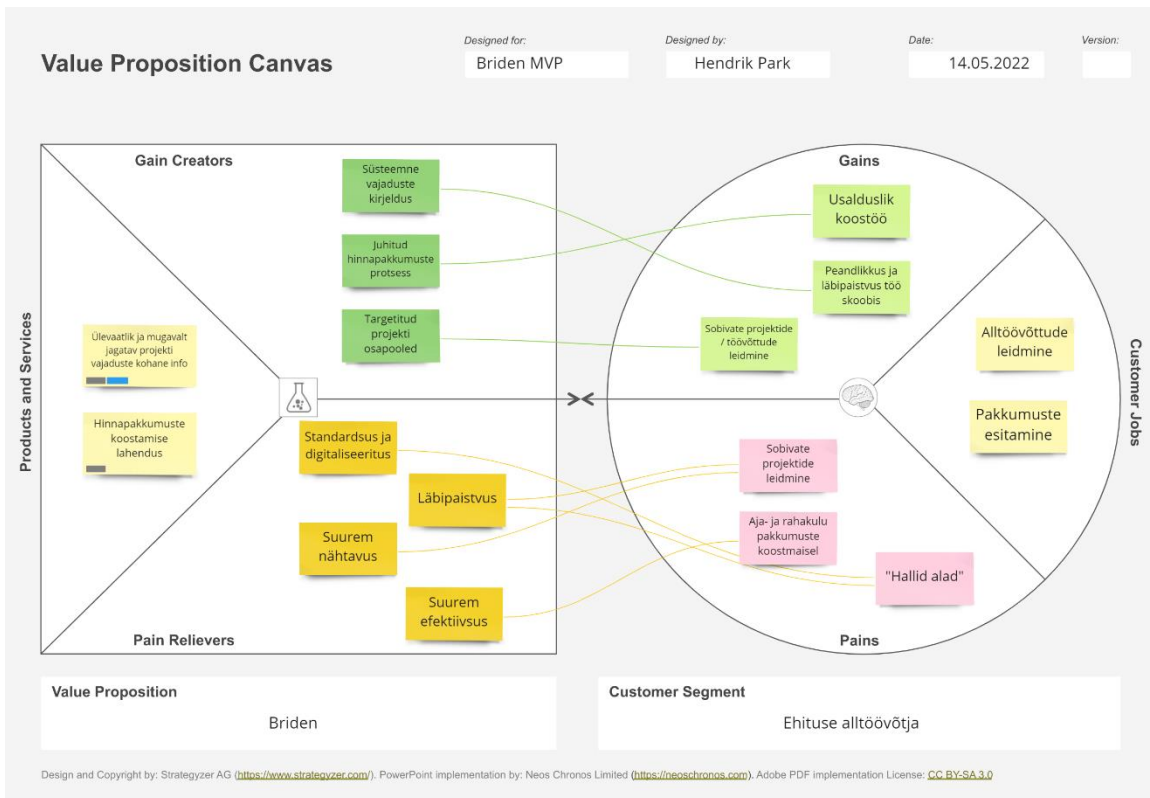 Value Proposition Canvas
Designed for:
Briden MVP
Designed by:
Hendrik Park
Date:
14.05.2022
Version:
Gain Creators
Süsteemne
vajaduste
kirjeldus
Juhitud
hinnapakkumuste
protsess
Targetitud
projekti
osapooled
Products and Services
Ülevaatlik ja mugavalt
jagatav projekti
vajaduste kohane info
Hinnapakkumuste
koostamise
lahendus
Standardsus ja
digitaliseeritus
Läbipaistvus
Suurem
nähtavus
Suurem
efektiivsus
Pain Relievers
Gains
Usalduslik
koostöö
Peandlikkus ja
läbipaistvus töö
skoobis
Sobivate projektide
/ töövõttude
leidmine
Alltöövõttude
leidmine
Pakkumuste
esitamine
Customer Jobs
Sobivate
projektide
leidmine
Aja- ja rahakulu
pakkumuste
koostmaisel
"Hallid alad"
Pains
Value Proposition
Briden
Customer Segment
Ehituse alltöövõtja
Design and Copyright by: Strategyzer AG (https://www.strategyzer.com/). PowerPoint implementation by: Neos Chronos Limited (https://neoschronos.com). Adobe PDF implementation License: CC BY-SA 3.0